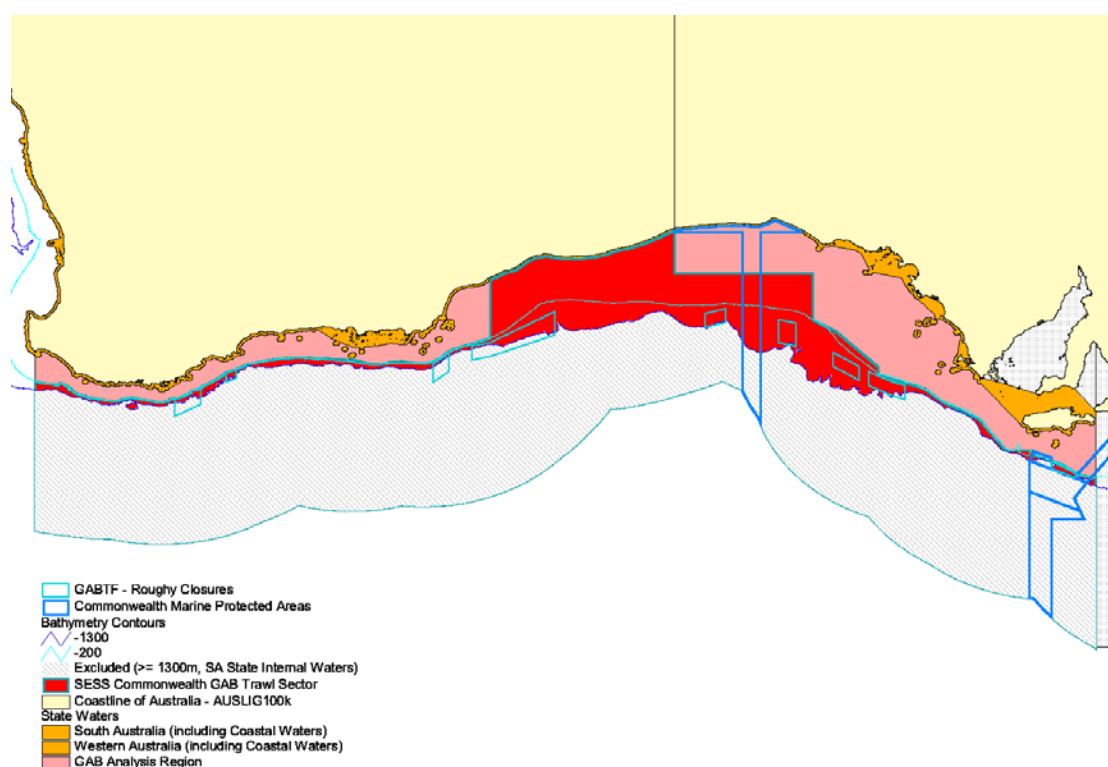 GABTF - Roughy Closures
Commonwealth Marine Protected Areas
Bathymetry Contours
-1300
-200
Excluded (>= 1300m, SA State Internal Waters)
SESS Commonwealth GAB Trawl Sector
Coastline of Australia - AUSLIG100k
State Waters
South Australia (including Coastal Waters)
Western Australia (including Coastal Waters)
GAB Analysis Region